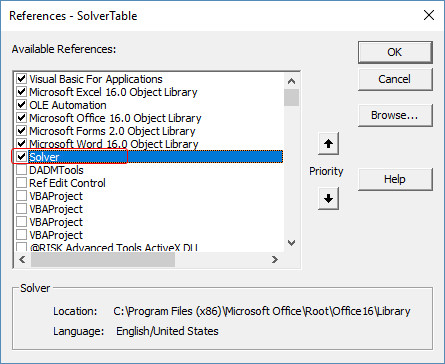 References - SolverTable
Available References:
Visual Basic For Applications
Microsoft Excel 16.0 Object Library
OLE Automation
Microsoft Office 16.0 Object Library
Microsoft Forms 2.0 Object Library
Microsoft Word 16.0 Object Library
Solver
DADMTools
Ref Edit Control
VBAProject
VBAProject
VBAProject
VBAProject
@RISK Advanced Tools ActiveX DLL
OK
Cancel
Browse...
Priority
Help
Solver
Location: C:\Program Files (x86)\Microsoft Office\Root\Office16\Library
Language: English/United States